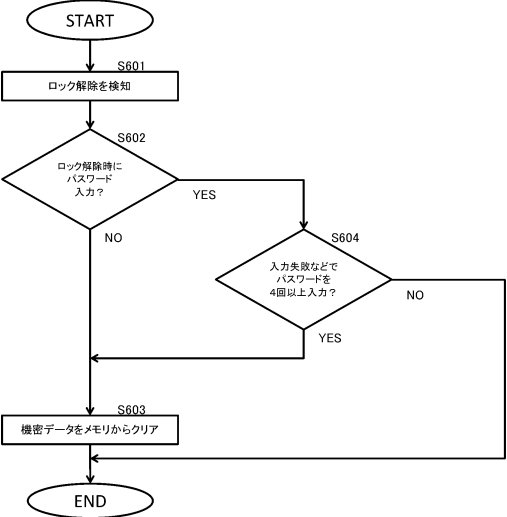 START
S601
ロック解除を検知
S602
ロック解除時に
パスワード
入力？
YES
NO
S604
入力失敗などで
パスワードを
４回以上入力？
NO
YES
S603
機密データをメモリからクリア
END